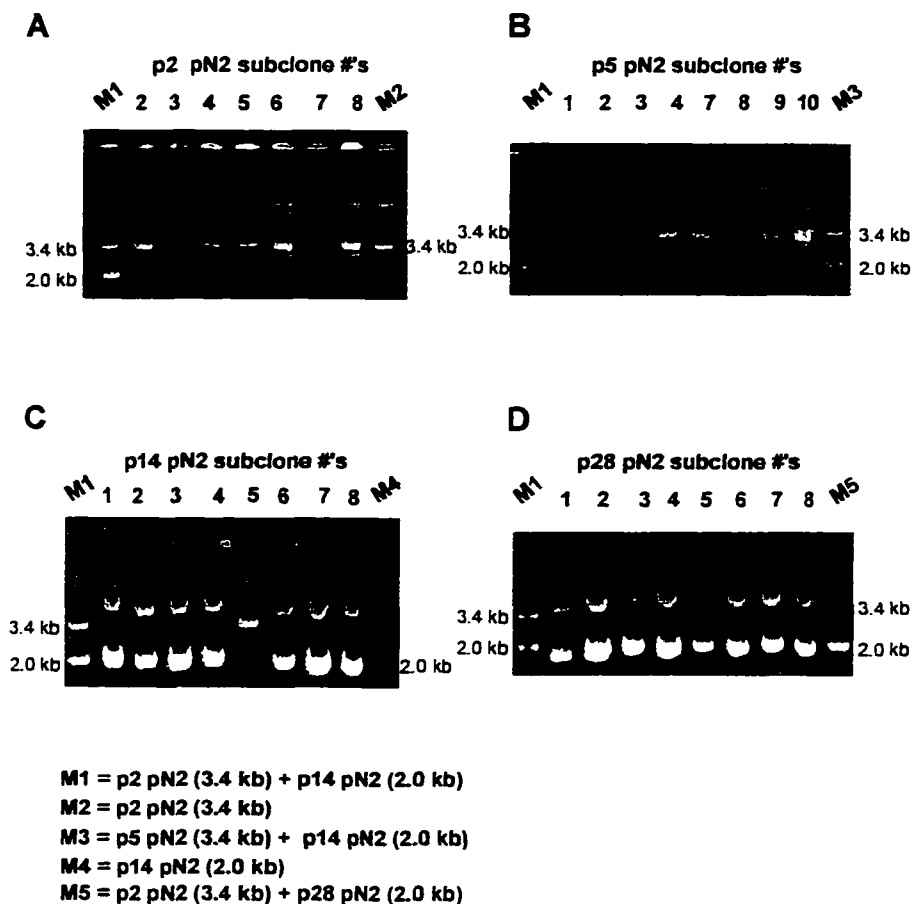 A
p2 pN2 subclone #'s
M1 2 3 4 5 6 7 8 M2
3.4 kb
2.0 kb
3.4 kb
B
p5 pN2 subclone #'s
M1 1 2 3 4 7 8 9 10 M3
3.4 kb
2.0 kb
3.4 kb
2.0 kb
C
p14 pN2 subclone #'s
M1 1 2 3 4 5 6 7 8 M4
3.4 kb
2.0 kb
2.0 kb
D
p28 pN2 subclone #'s
M1 1 2 3 4 5 6 7 8 M5
3.4 kb
2.0 kb
3.4 kb
2.0 kb
M1 = p2 pN2 (3.4 kb) + p14 pN2 (2.0 kb)
M2 = p2 pN2 (3.4 kb)
M3 = p5 pN2 (3.4 kb) + p14 pN2 (2.0 kb)
M4 = p14 pN2 (2.0 kb)
M5 = p2 pN2 (3.4 kb) + p28 pN2 (2.0 kb)